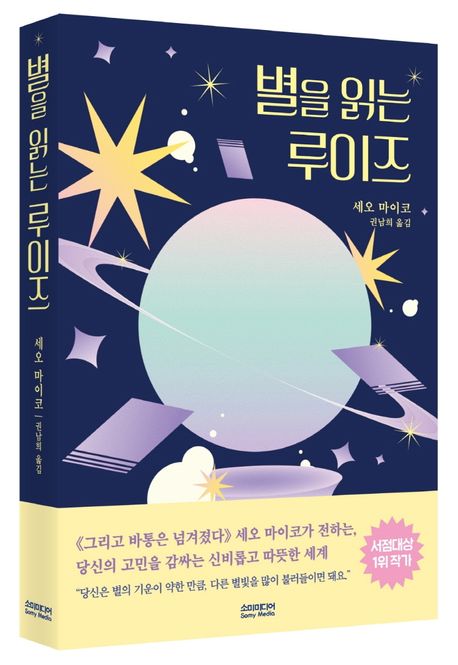 별을 읽는 루이즈
세오 마이코 | 권남희 옮김
별을 읽는
루이즈
세오 마이코
권남희 옮김
《그리고 바통은 넘겨졌다》 세오 마이코가 전하는,
당신의 고민을 감싸는 신비롭고 따뜻한 세계
“당신은 별의 기운이 약한 만큼, 다른 별빛을 많이 불러들이면 돼요.”
서점대상
1위 작가
소미미디어
Somy Media
소미미디어
Somy Media